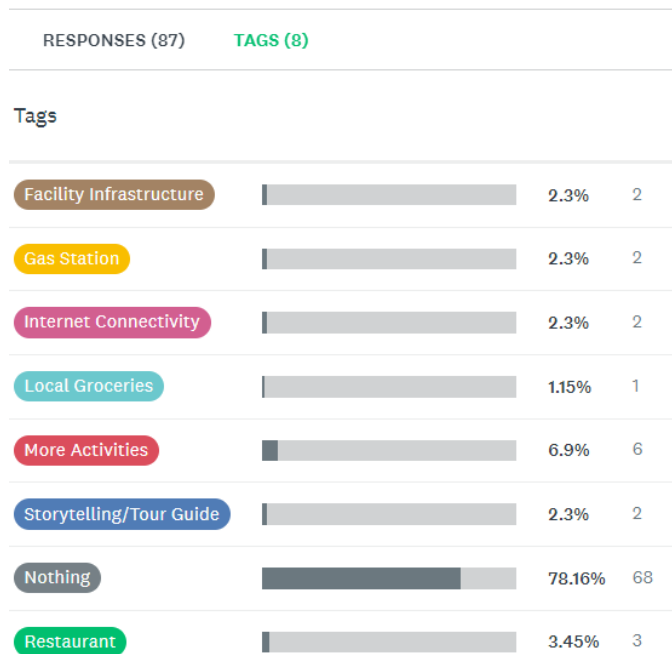 RESPONSES (87) TAGS (8)
Tags
Facility Infrastructure 2.3% 2
Gas Station 2.3% 2
Internet Connectivity 2.3% 2
Local Groceries 1.15% 1
More Activities 6.9% 6
Storytelling/Tour Guide 2.3% 2
Nothing 78.16% 68
Restaurant 3.45% 3